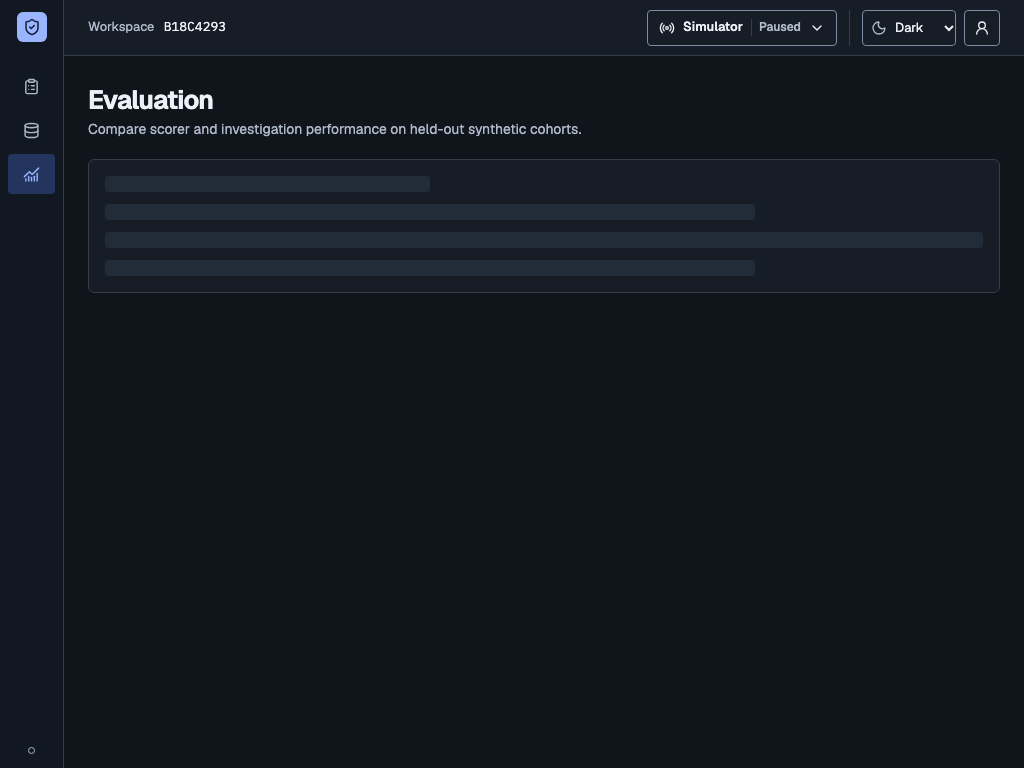 Workspace B18C4293
Simulator Paused
Dark
Evaluation
Compare scorer and investigation performance on held-out synthetic cohorts.